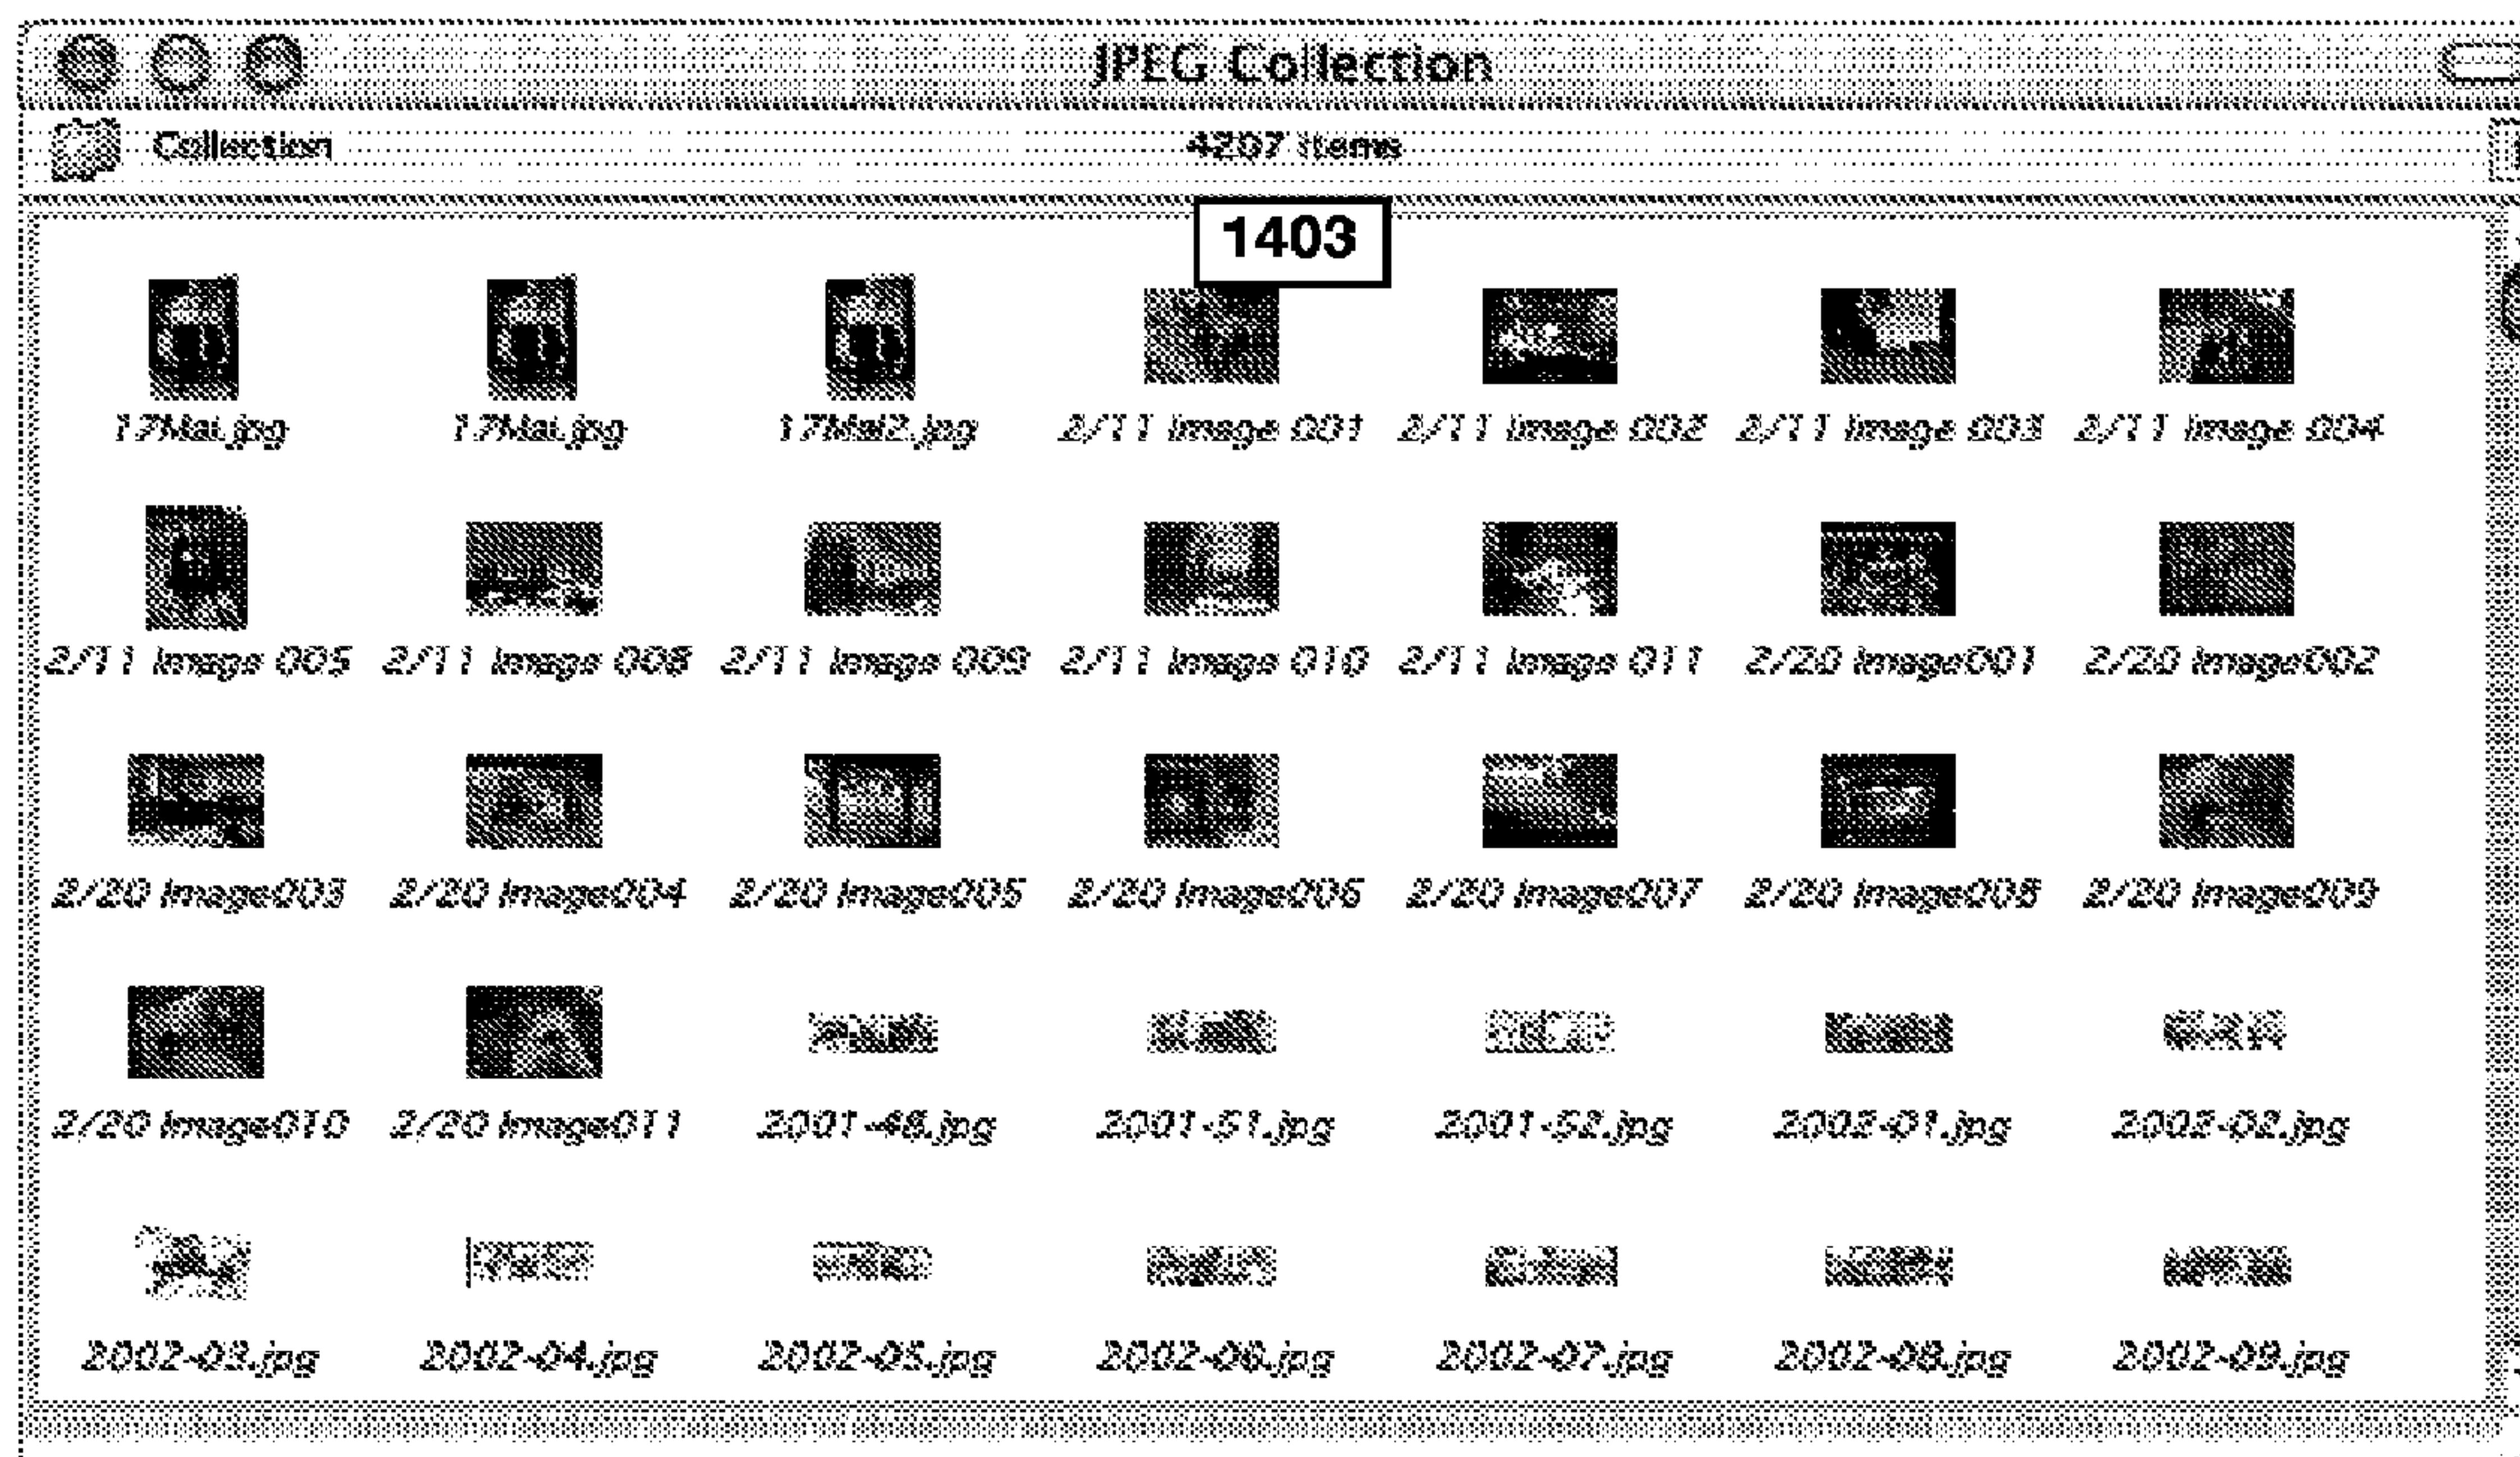 JPEG Collection
Collection 4207 items
1403
17Mai.jpg 17Mai.jpg 17Mai2.jpg 2/11 Image 001 2/11 Image 002 2/11 Image 003 2/11 Image 004
2/11 Image 005 2/11 Image 008 2/11 Image 009 2/11 Image 010 2/11 Image 011 2/20 Image001 2/20 Image002
2/20 Image003 2/20 Image004 2/20 Image005 2/20 Image006 2/20 Image007 2/20 Image008 2/20 Image009
2/20 Image010 2/20 Image011 2001-48.jpg 2001-51.jpg 2001-52.jpg 2002-01.jpg 2002-02.jpg
2002-03.jpg 2002-04.jpg 2002-05.jpg 2002-06.jpg 2002-07.jpg 2002-08.jpg 2002-09.jpg